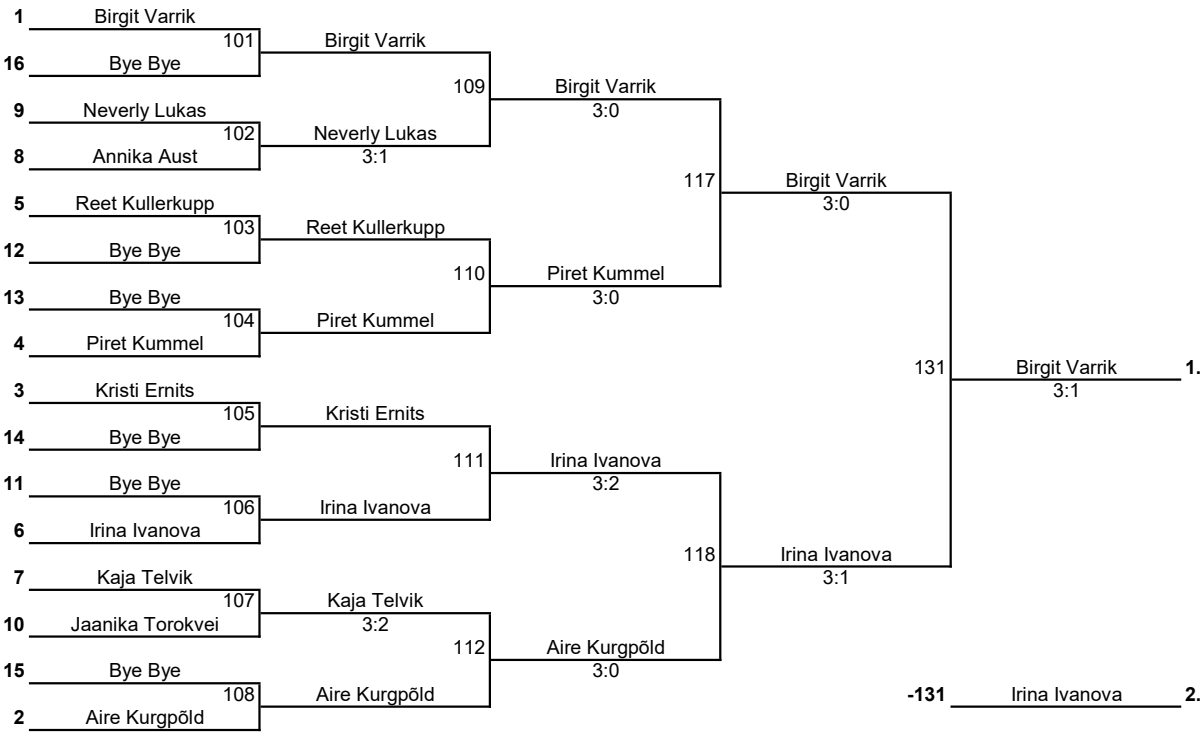 1 Birgit Varrik
101 Birgit Varrik
16 Bye Bye
109 Birgit Varrik
3:0
9 Neverly Lukas
102 Neverly Lukas
3:1
8 Annika Aust
117 Birgit Varrik
3:0
5 Reet Kullerkupp
103 Reet Kullerkupp
12 Bye Bye
110 Piret Kummel
3:0
13 Bye Bye
104 Piret Kummel
4 Piret Kummel
131 Birgit Varrik 1.
3:1
3 Kristi Ernits
105 Kristi Ernits
14 Bye Bye
111 Irina Ivanova
3:2
11 Bye Bye
106 Irina Ivanova
6 Irina Ivanova
118 Irina Ivanova
3:1
7 Kaja Telvik
107 Kaja Telvik
3:2
10 Jaanika Torokvei
112 Aire Kurgpõld
3:0
15 Bye Bye
108 Aire Kurgpõld
2 Aire Kurgpõld
-131 Irina Ivanova 2.